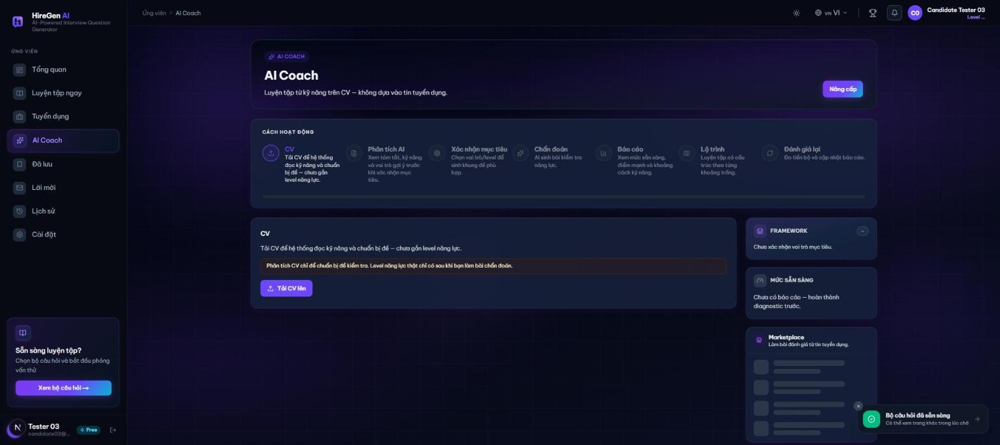 HireGen AI
AI-Powered Interview Question
Generator
ỨNG VIÊN
Tổng quan
Luyện tập ngay
Tuyển dụng
AI Coach
Đã lưu
Lời mời
Lịch sử
Cài đặt
Sẵn sàng luyện tập?
Chọn bộ câu hỏi và bắt đầu phỏng
vấn thử
Xem bộ câu hỏi →
N
Tester 03
candidate03@...
Free
Ứng viên > AI Coach
VN VI
C0
Candidate Tester 03
Level ...
AI COACH
AI Coach
Luyện tập từ kỹ năng trên CV — không dựa vào tin tuyển dụng.
Nâng cấp
CÁCH HOẠT ĐỘNG
CV
Tải CV để hệ thống
đọc kỹ năng và chuẩn
bị đề — chưa gắn
level năng lực.
Phân tích AI
Xem tóm tắt, kỹ năng
và vai trò gợi ý trước
khi xác nhận mục
tiêu.
Xác nhận mục tiêu
Chọn vai trò/level để
sinh khung đề phù
hợp.
Chẩn đoán
AI sinh bài kiểm tra
năng lực.
Báo cáo
Xem mức sẵn sàng,
điểm mạnh và khoảng
cách kỹ năng.
Lộ trình
Luyện tập có cấu
trúc theo từng
khoảng trống.
Đánh giá lại
Đo tiến bộ và cập nhật báo cáo.
CV
Tải CV để hệ thống đọc kỹ năng và chuẩn bị đề — chưa gắn level năng lực.
Phân tích CV chỉ để chuẩn bị đề kiểm tra. Level năng lực thật chỉ có sau khi bạn làm bài chẩn đoán.
Tải CV lên
FRAMEWORK
—
Chưa xác nhận vai trò mục tiêu.
MỨC SẴN SÀNG
Chưa có báo cáo — hoàn thành
diagnostic trước.
Marketplace
Làm bài đánh giá từ tin tuyển dụng.
Bộ câu hỏi đã sẵn sàng
Có thể xem trang khác trong lúc chờ